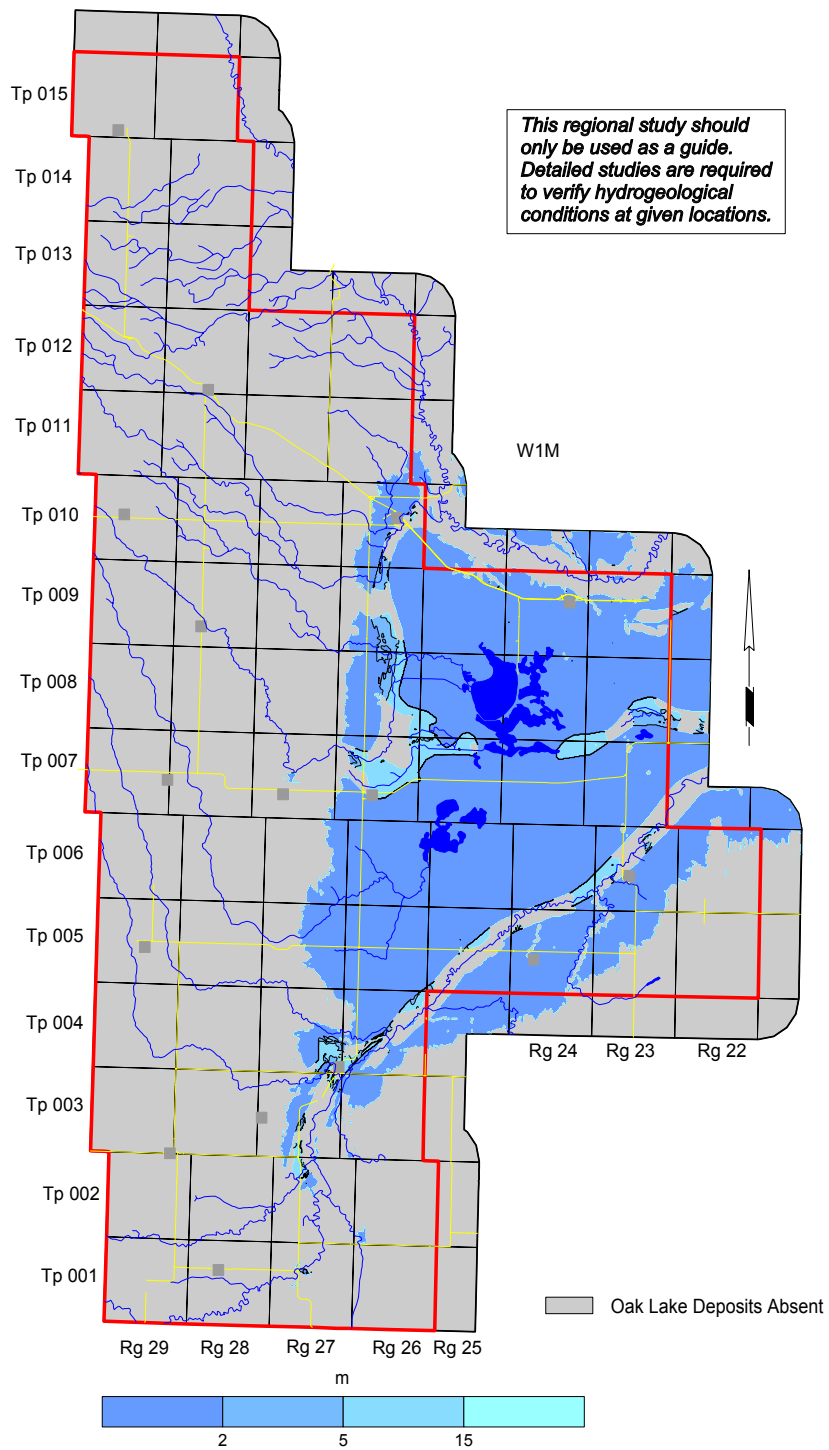 Tp 015
This regional study should
only be used as a guide.
Detailed studies are required
to verify hydrogeological
conditions at given locations.
Tp 014
Tp 013
Tp 012
Tp 011
W1M
Tp 010
Tp 009
Tp 008
Tp 007
Tp 006
Tp 005
Tp 004
Rg 24
Rg 23
Rg 22
Tp 003
Tp 002
Tp 001
Oak Lake Deposits Absent
Rg 29
Rg 28
Rg 27
Rg 26
Rg 25
m
2
5
15